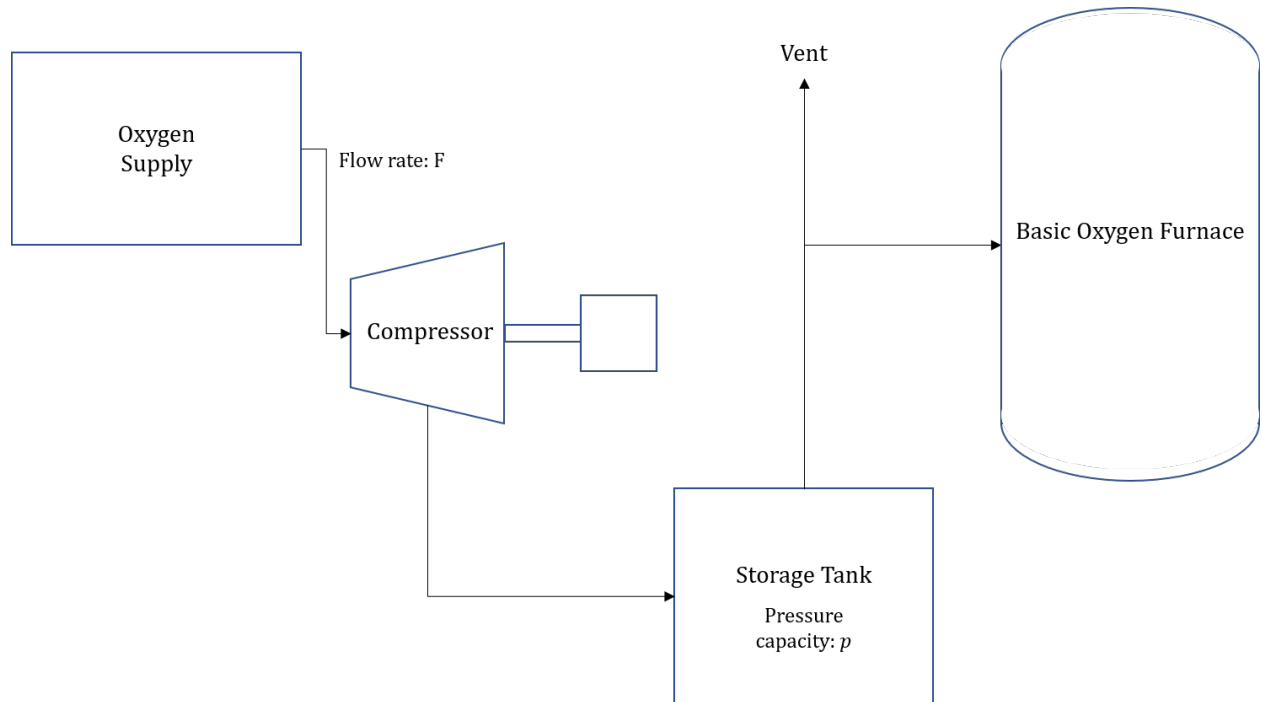 Vent
Oxygen
Supply
Flow rate: F
Basic Oxygen Furnace
Compressor
Storage Tank
Pressure
capacity: p